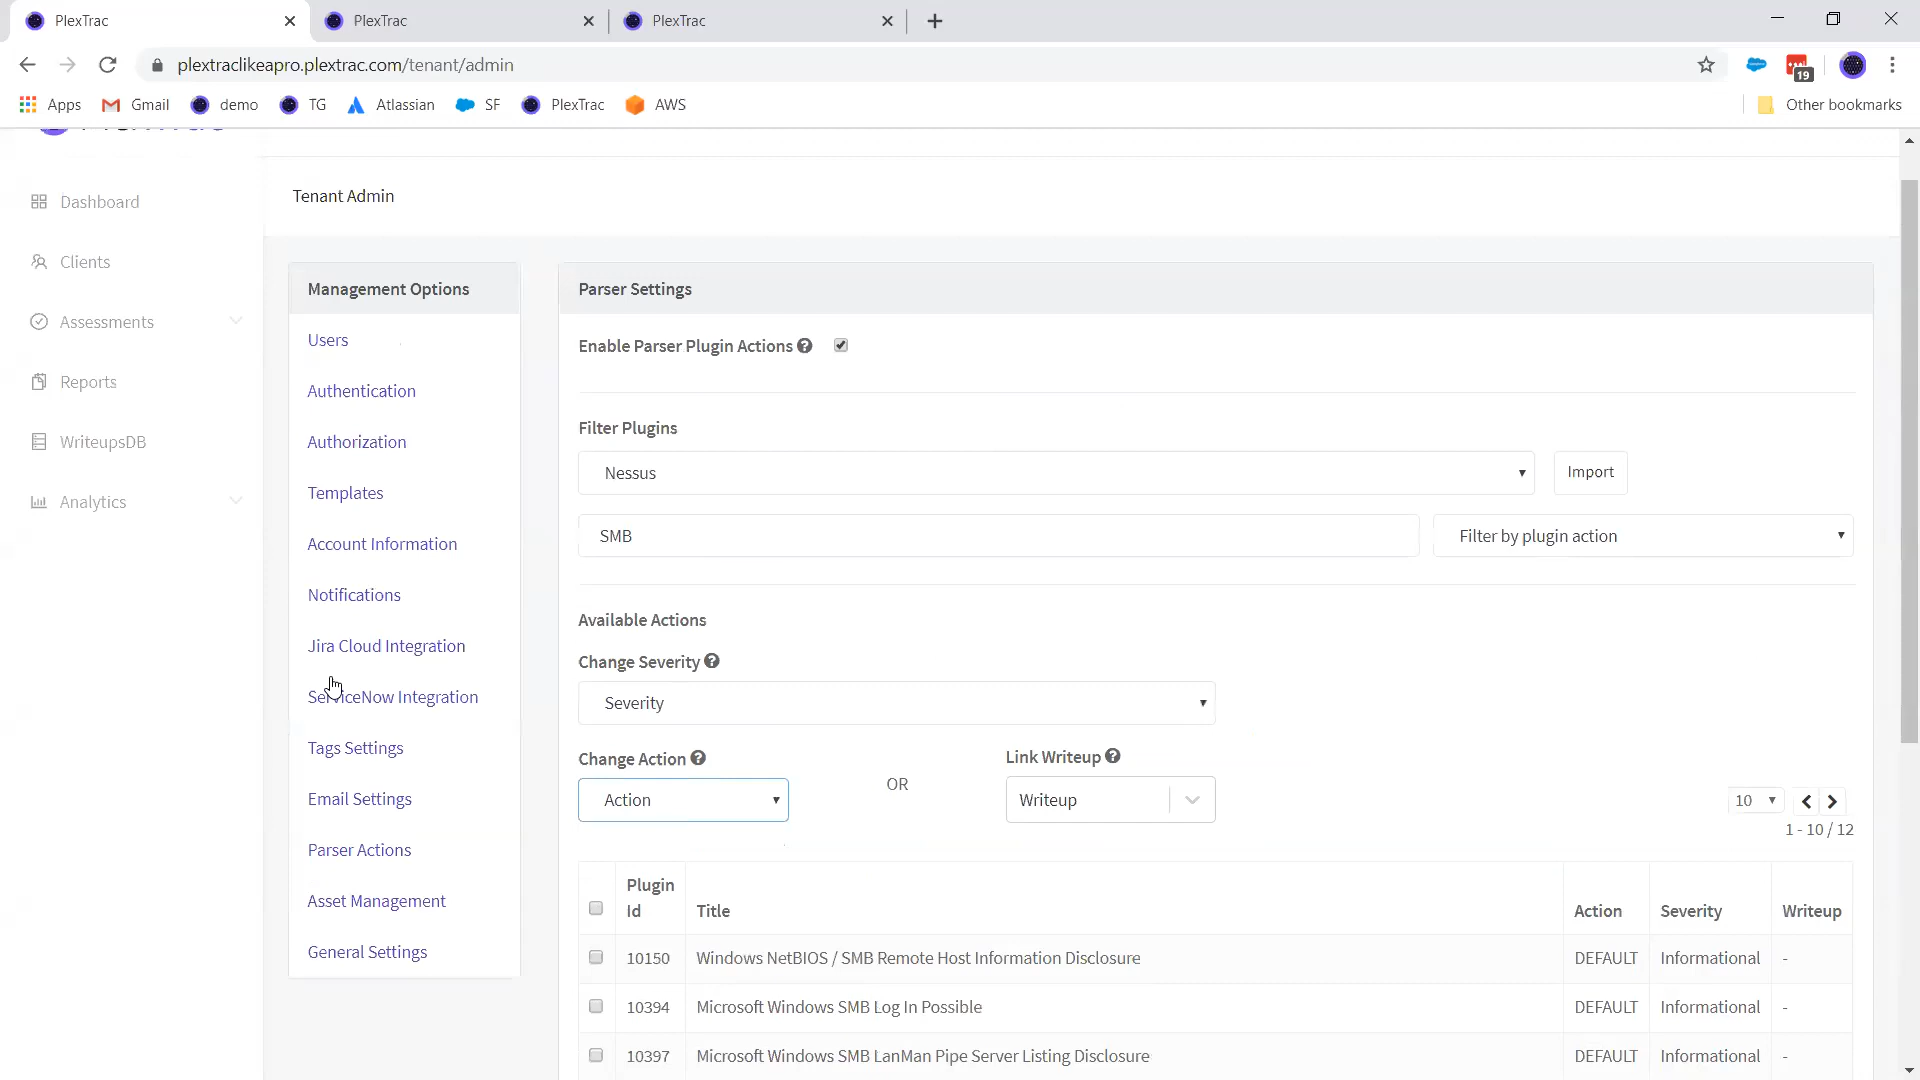 PlexTrac
PlexTrac
PlexTrac
plextraclikeapro.plextrac.com/tenant/admin
19
Apps
Gmail
demo
TG
Atlassian
SF
PlexTrac
AWS
Other bookmarks
Tenant Admin
Dashboard
Clients
Assessments
Reports
WriteupsDB
Analytics
Management Options
Users
Authentication
Authorization
Templates
Account Information
Notifications
Jira Cloud Integration
ServiceNow Integration
Tags Settings
Email Settings
Parser Actions
Asset Management
General Settings
Parser Settings
Enable Parser Plugin Actions
Filter Plugins
Nessus
Import
SMB
Filter by plugin action
Available Actions
Change Severity
Severity
Change Action
Action
OR
Link Writeup
Writeup
10
1 - 10 / 12
Plugin Id Title Action Severity Writeup
10150 Windows NetBIOS / SMB Remote Host Information Disclosure DEFAULT Informational -
10394 Microsoft Windows SMB Log In Possible DEFAULT Informational -
10397 Microsoft Windows SMB LanMan Pipe Server Listing Disclosure DEFAULT Informational -